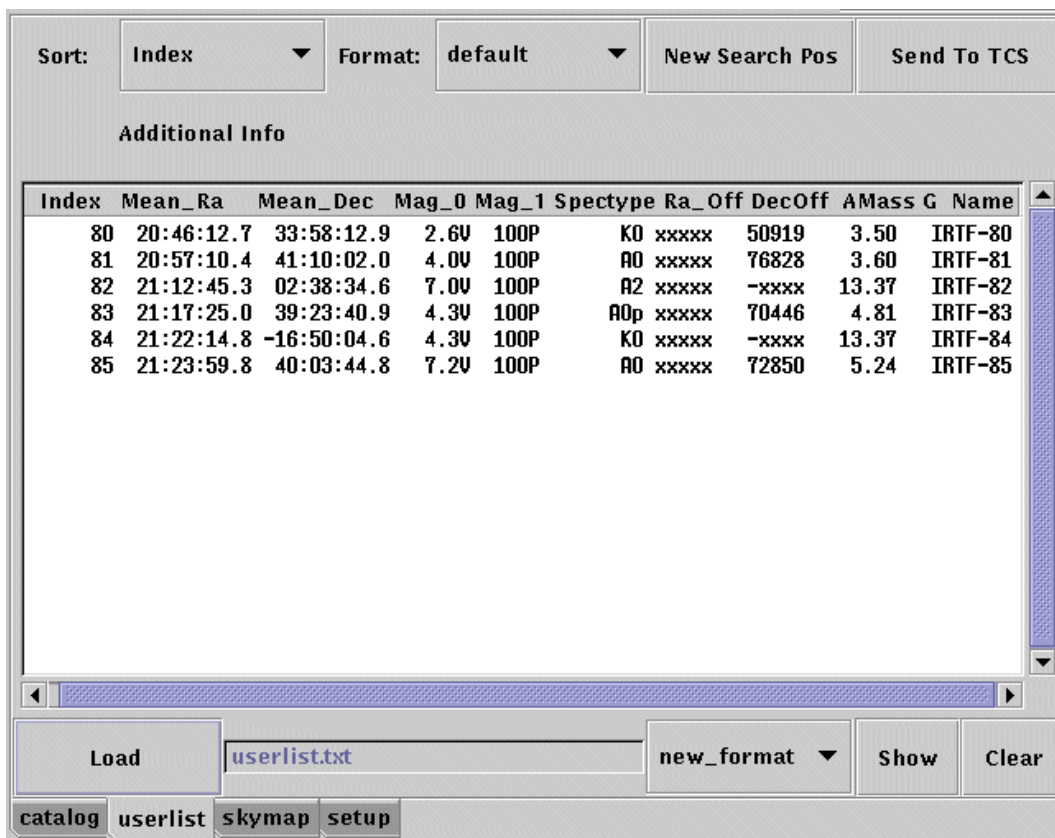 Sort: Index Format: default New Search Pos Send To TCS
Additional Info
Index Mean_Ra Mean_Dec Mag_0 Mag_1 Spectype Ra_Off DecOff AMass G Name
80 20:46:12.7 33:58:12.9 2.6V 100P K0 xxxxx 50919 3.50 IRTF-80
81 20:57:10.4 41:10:02.0 4.0V 100P A0 xxxxx 76828 3.60 IRTF-81
82 21:12:45.3 02:38:34.6 7.0V 100P A2 xxxxx -xxxx 13.37 IRTF-82
83 21:17:25.0 39:23:40.9 4.3V 100P A0p xxxxx 70446 4.81 IRTF-83
84 21:22:14.8 -16:50:04.6 4.3V 100P K0 xxxxx -xxxx 13.37 IRTF-84
85 21:23:59.8 40:03:44.8 7.2V 100P A0 xxxxx 72850 5.24 IRTF-85
Load userlist.txt new_format Show Clear
catalog userlist skymap setup